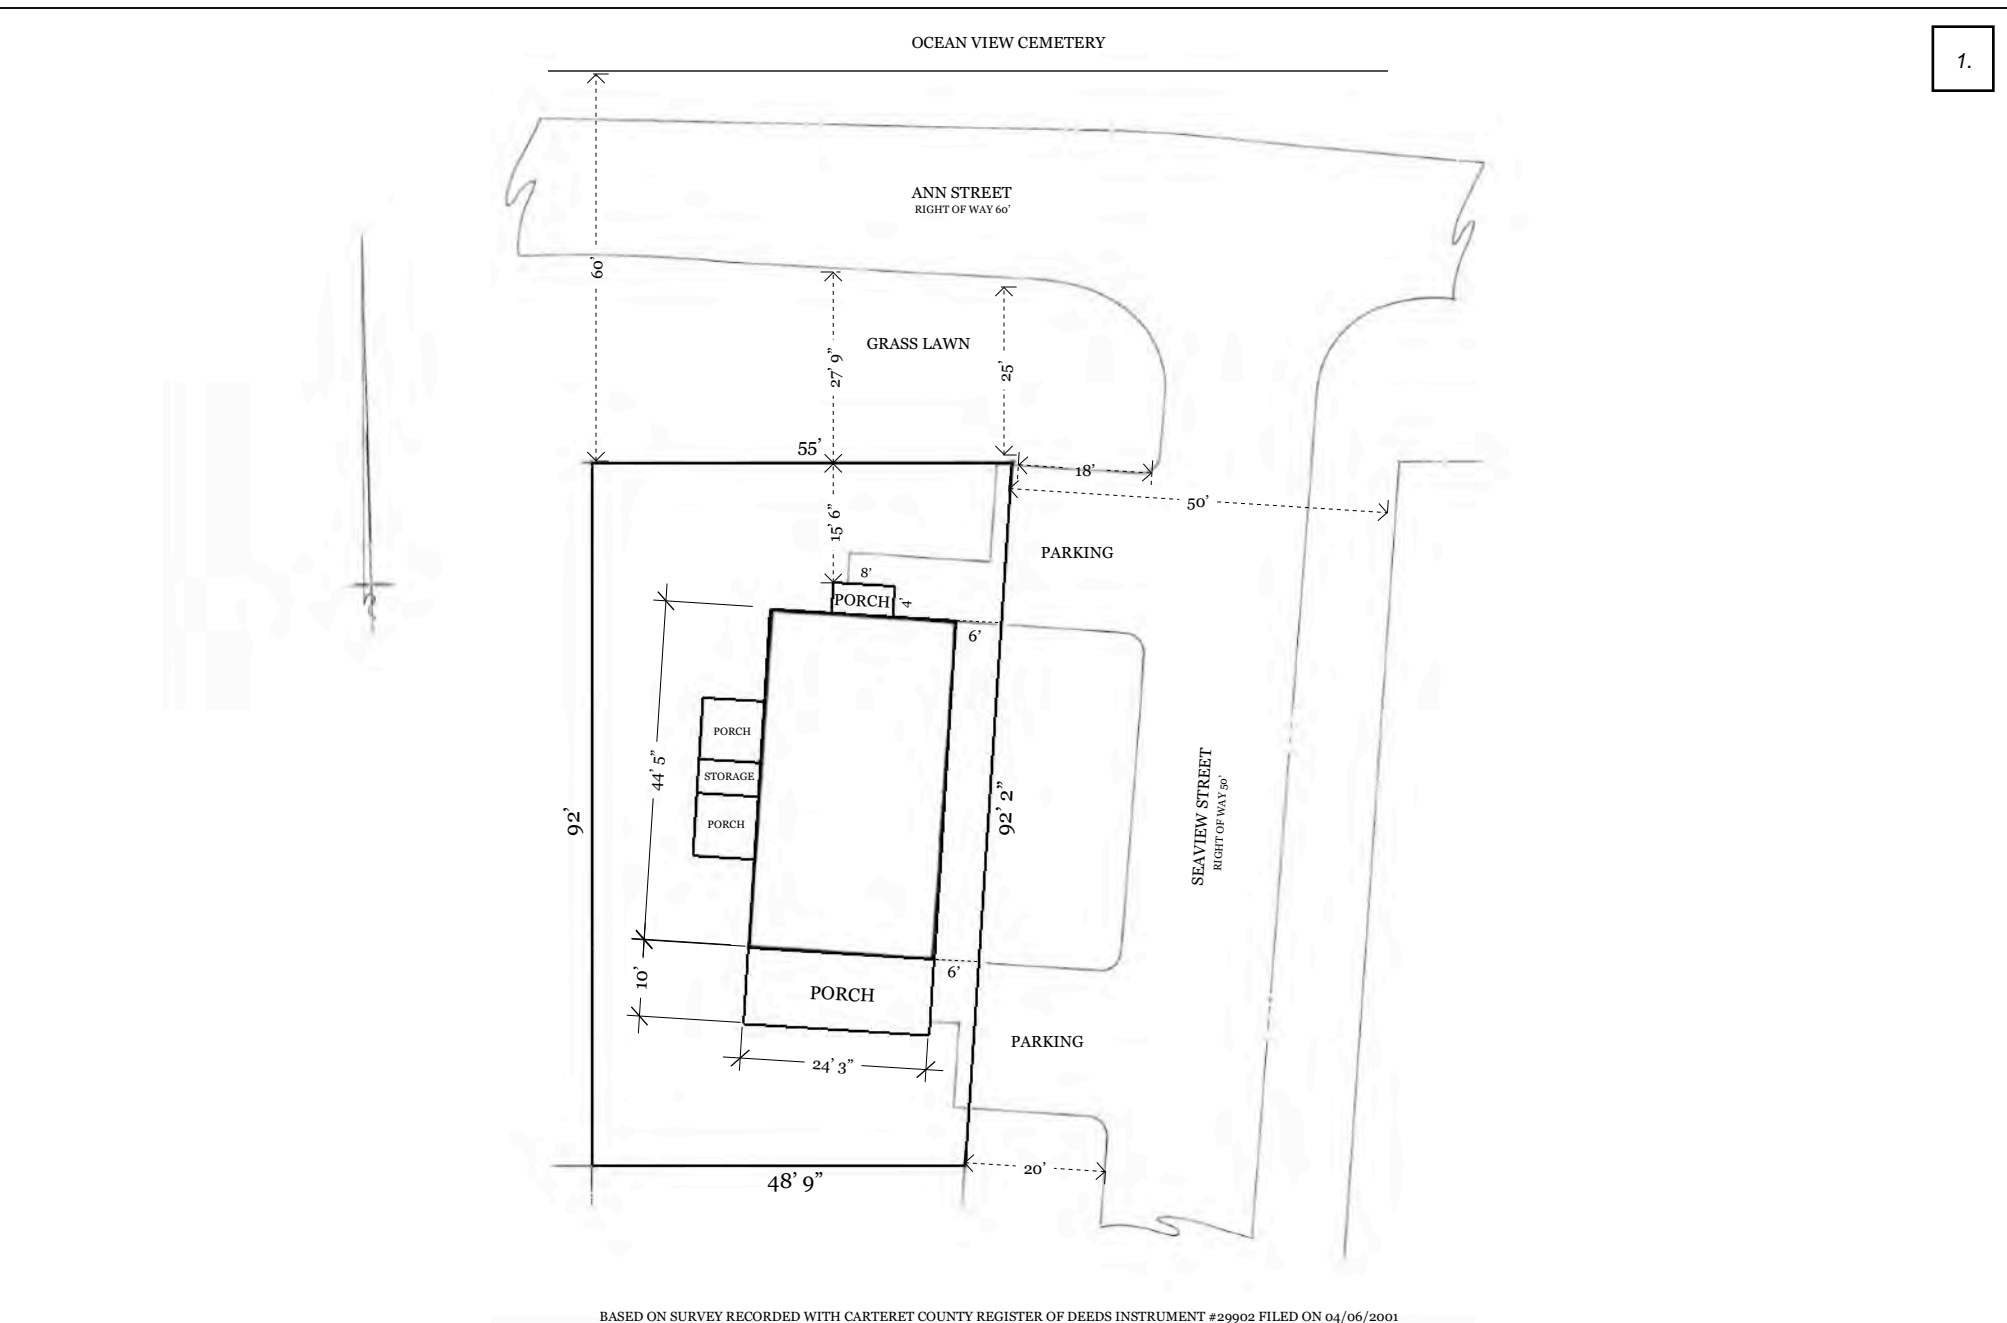 OCEAN VIEW CEMETERY
1.
ANN STREET
RIGHT OF WAY 60'
60'
GRASS LAWN
27' 9”
25'
55'
18'
50'
15' 6”
PARKING
8'
PORCH
4'
6'
44' 5”
PORCH
STORAGE
PORCH
92'
92' 2”
SEAVIEW STREET
RIGHT OF WAY 50'
6'
10'
PORCH
PARKING
24' 3”
20'
48' 9”
BASED ON SURVEY RECORDED WITH CARTERET COUNTY REGISTER OF DEEDS INSTRUMENT #29902 FILED ON 04/06/2001